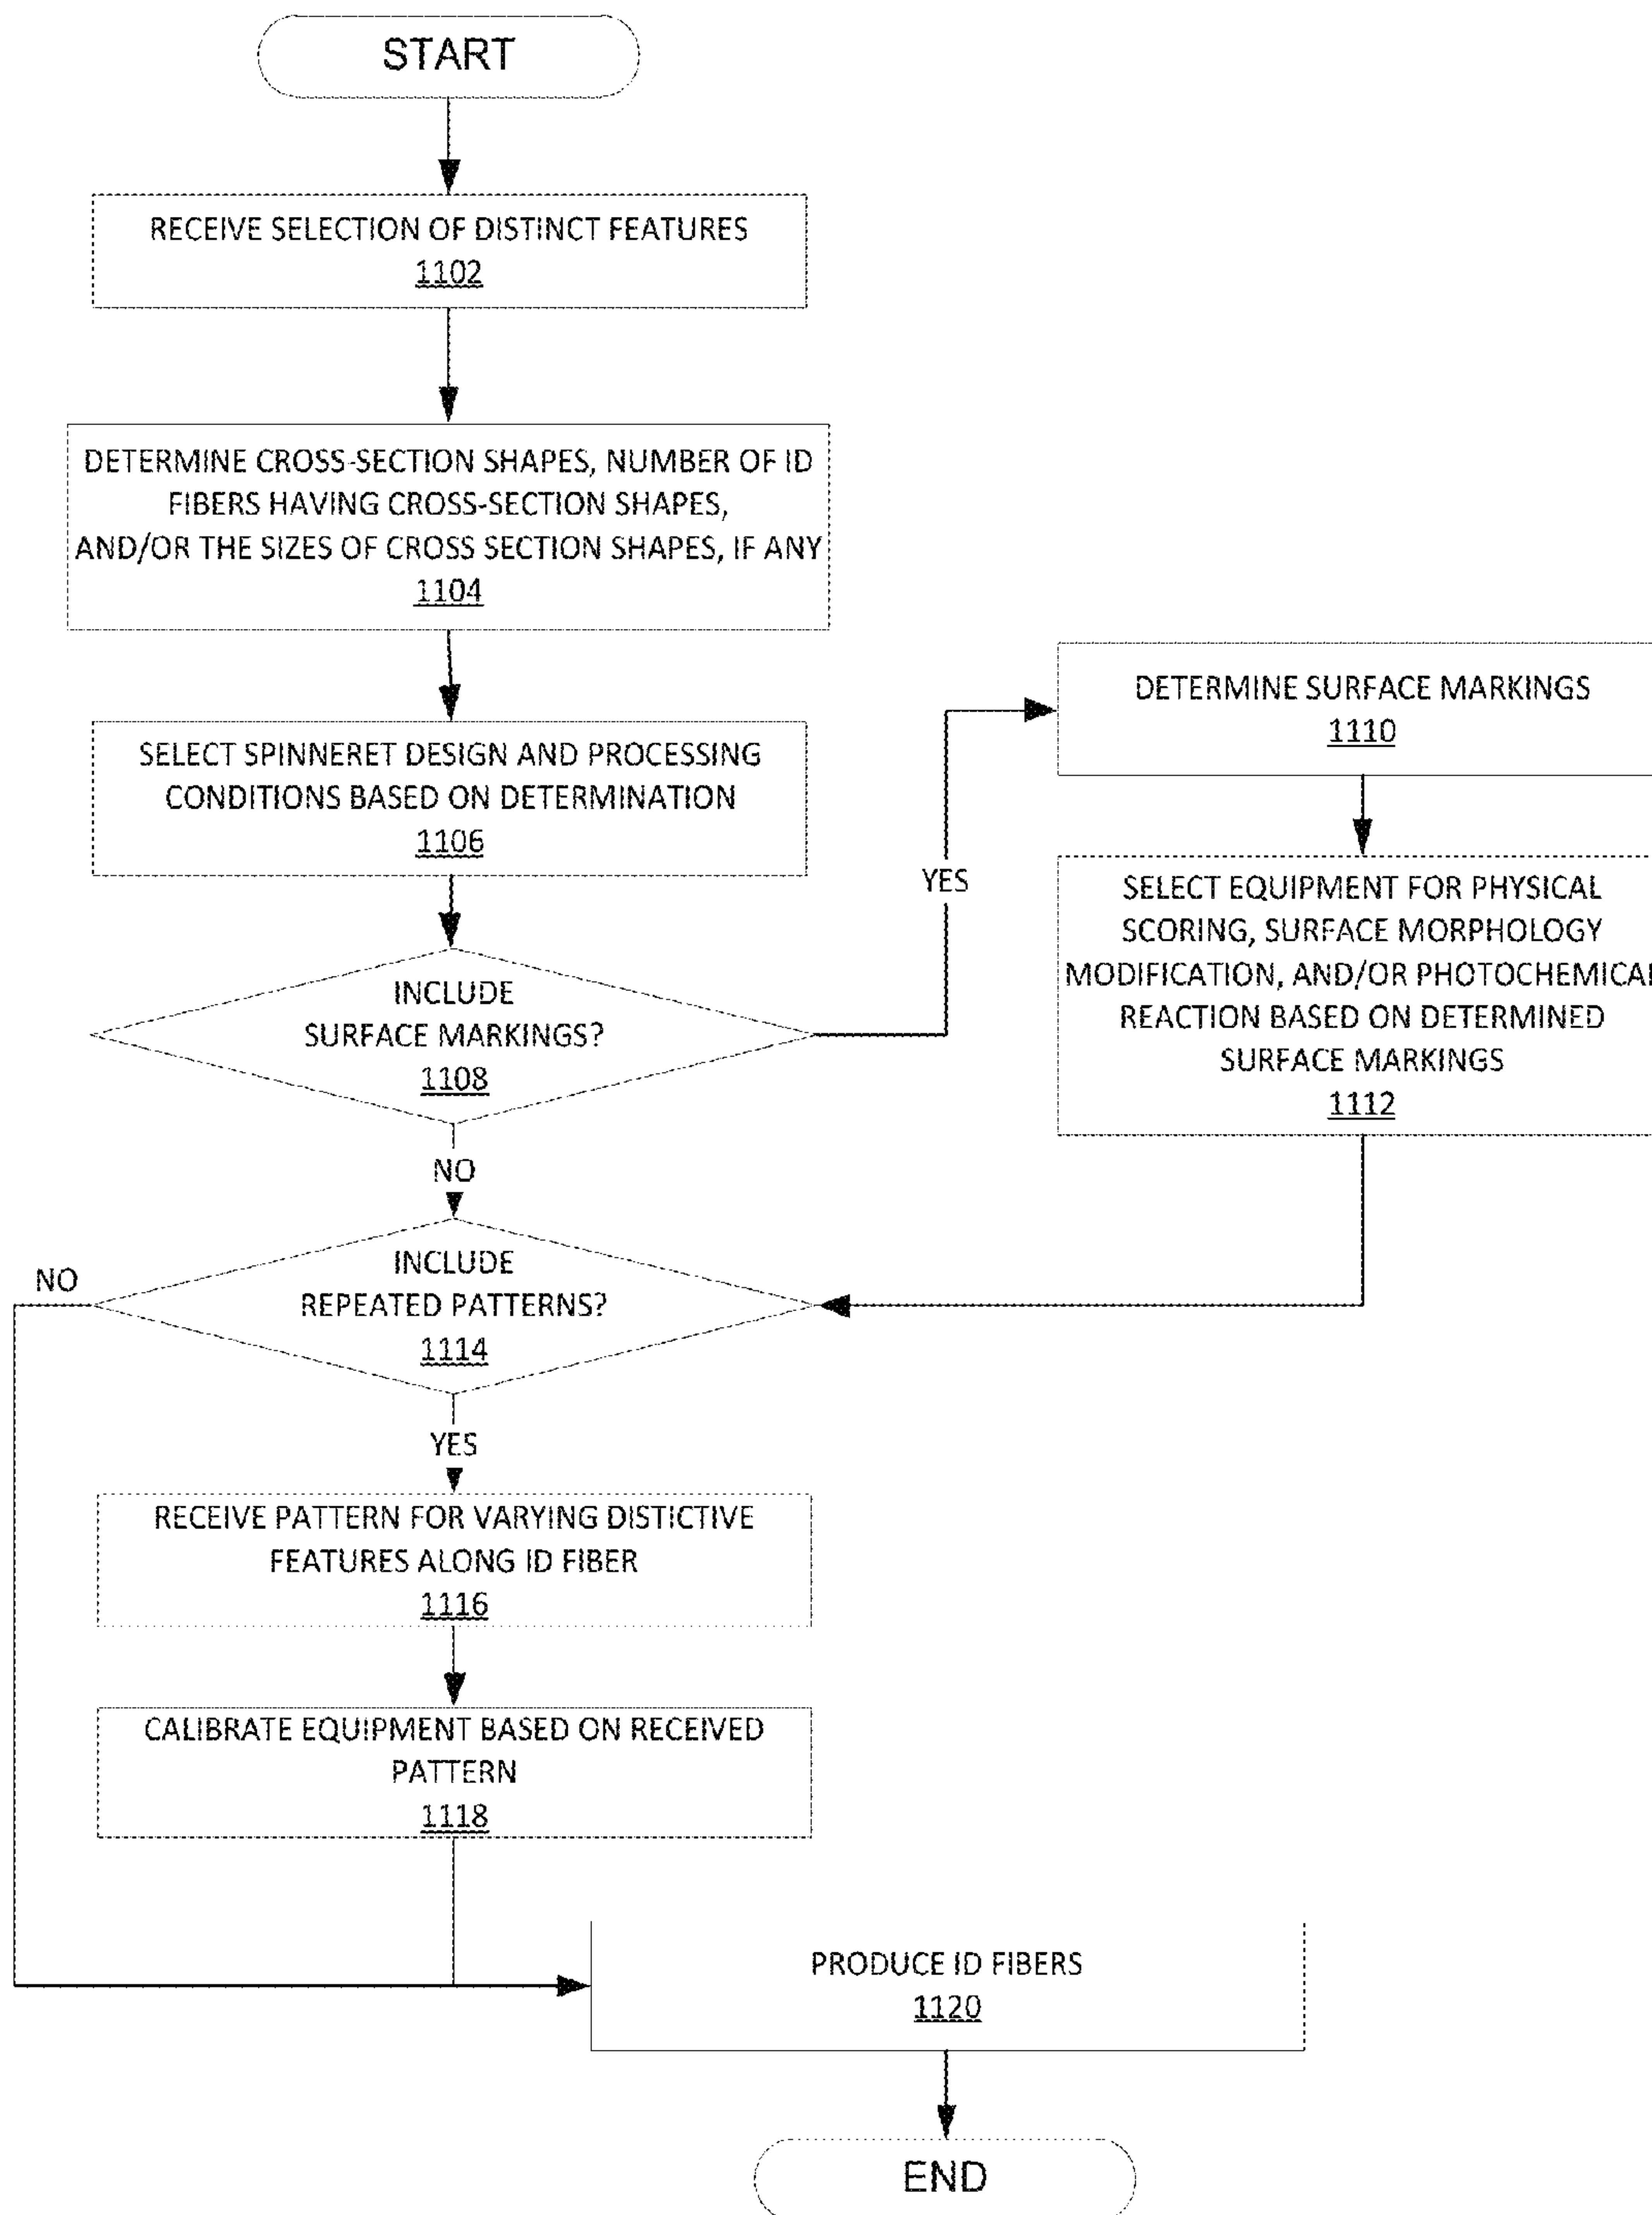 START
RECEIVE SELECTION OF DISTINCT FEATURES
1102
DETERMINE CROSS-SECTION SHAPES, NUMBER OF ID
FIBERS HAVING CROSS-SECTION SHAPES,
AND/OR THE SIZES OF CROSS SECTION SHAPES, IF ANY
1104
SELECT SPINNERET DESIGN AND PROCESSING
CONDITIONS BASED ON DETERMINATION
1106
INCLUDE
SURFACE MARKINGS?
1108
YES
DETERMINE SURFACE MARKINGS
1110
SELECT EQUIPMENT FOR PHYSICAL
SCORING, SURFACE MORPHOLOGY
MODIFICATION, AND/OR PHOTOCHEMICAL
REACTION BASED ON DETERMINED
SURFACE MARKINGS
1112
NO
INCLUDE
REPEATED PATTERNS?
1114
NO
YES
RECEIVE PATTERN FOR VARYING DISTICTIVE
FEATURES ALONG ID FIBER
1116
CALIBRATE EQUIPMENT BASED ON RECEIVED
PATTERN
1118
PRODUCE ID FIBERS
1120
END